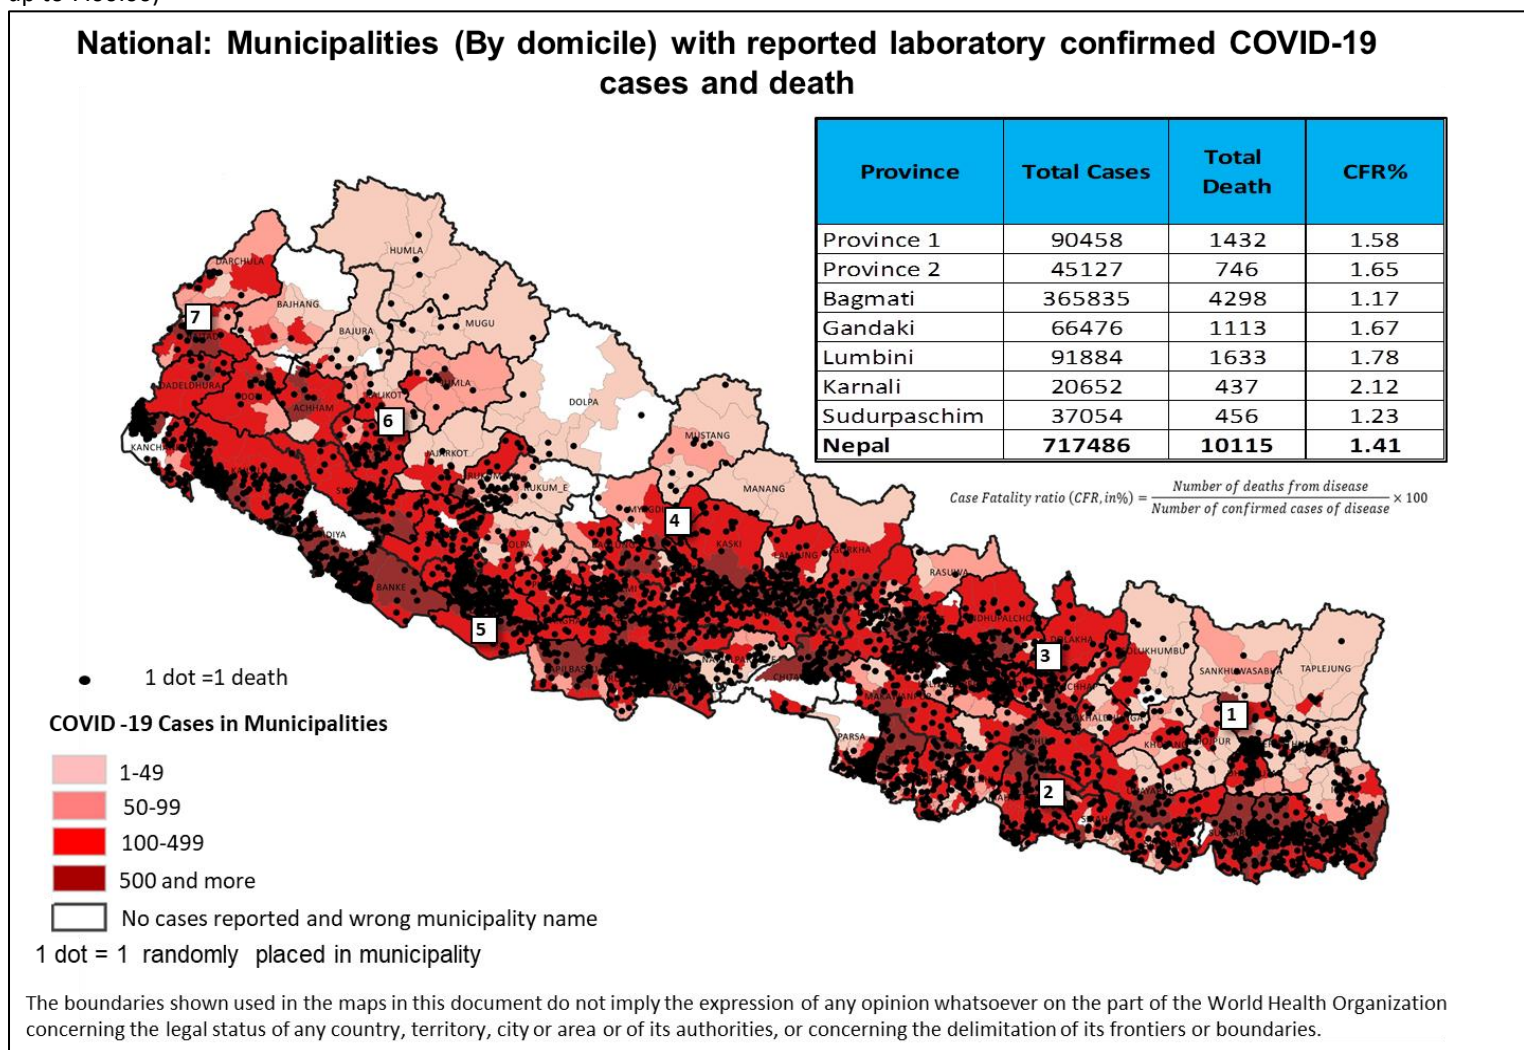 National: Municipalities (By domicile) with reported laboratory confirmed COVID-19
cases and death
Province Total Cases Total Death CFR%
Province 1 90458 1432 1.58
Province 2 45127 746 1.65
Bagmati 365835 4298 1.17
Gandaki 66476 1113 1.67
Lumbini 91884 1633 1.78
Karnali 20652 437 2.12
Sudurpaschim 37054 456 1.23
Nepal 717486 10115 1.41
Case Fatality ratio (CFR, in%) = Number of deaths from disease / Number of confirmed cases of disease × 100
HUMLA
DARCHULA
BAJHANG
7
MUGU
BAJURA
DADELDHURA
DOLPA
ACHHAM
6
MUSTANG
MANANG
4
KASKI
RASUWA
BANKE
5
3
DOLAKHA
SANKHUWASABHA
TAPLEJUNG
1
PARSA
2
1 dot =1 death
COVID -19 Cases in Municipalities
1-49
50-99
100-499
500 and more
No cases reported and wrong municipality name
1 dot = 1 randomly placed in municipality
The boundaries shown used in the maps in this document do not imply the expression of any opinion whatsoever on the part of the World Health Organization
concerning the legal status of any country, territory, city or area or of its authorities, or concerning the delimitation of its frontiers or boundaries.